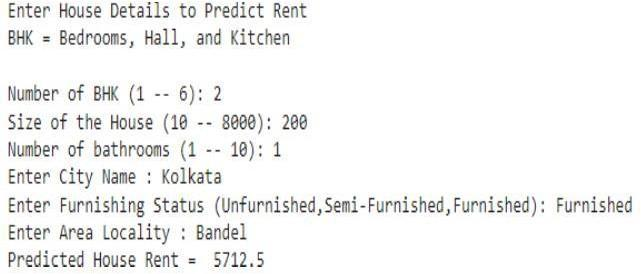 Enter House Details to Predict Rent
BHK = Bedrooms, Hall, and Kitchen
Number of BHK (1 -- 6): 2
Size of the House (10 -- 8000): 200
Number of bathrooms (1 -- 10): 1
Enter City Name : Kolkata
Enter Furnishing Status (Unfurnished,Semi-Furnished,Furnished): Furnished
Enter Area Locality : Bandel
Predicted House Rent =  5712.5